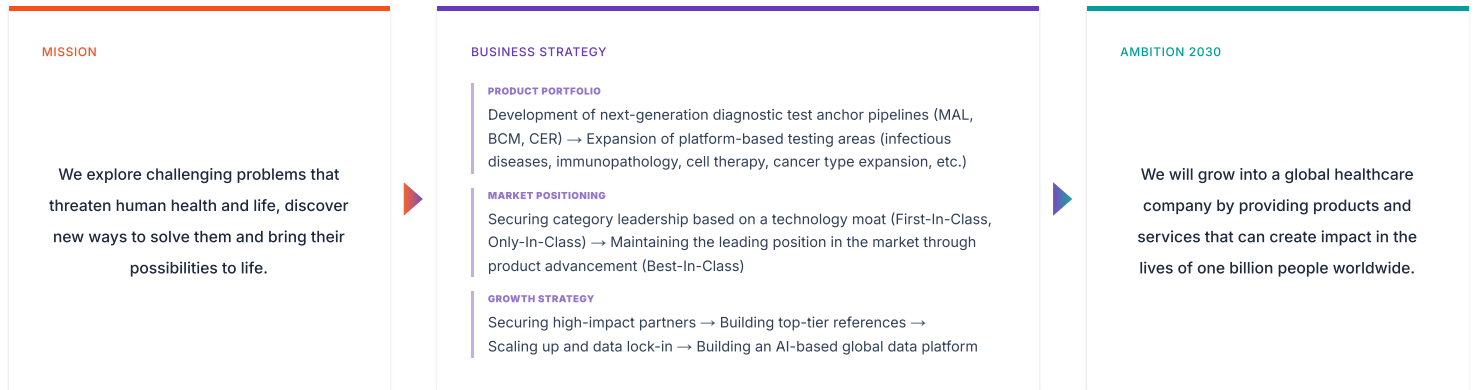 MISSION
We explore challenging problems that
threaten human health and life, discover
new ways to solve them and bring their
possibilities to life.
BUSINESS STRATEGY
PRODUCT PORTFOLIO
Development of next-generation diagnostic test anchor pipelines (MAL,
BCM, CER) → Expansion of platform-based testing areas (infectious
diseases, immunopathology, cell therapy, cancer type expansion, etc.)
MARKET POSITIONING
Securing category leadership based on a technology moat (First-In-Class,
Only-In-Class) → Maintaining the leading position in the market through
product advancement (Best-In-Class)
GROWTH STRATEGY
Securing high-impact partners → Building top-tier references →
Scaling up and data lock-in → Building an AI-based global data platform
AMBITION 2030
We will grow into a global healthcare
company by providing products and
services that can create impact in the
lives of one billion people worldwide.